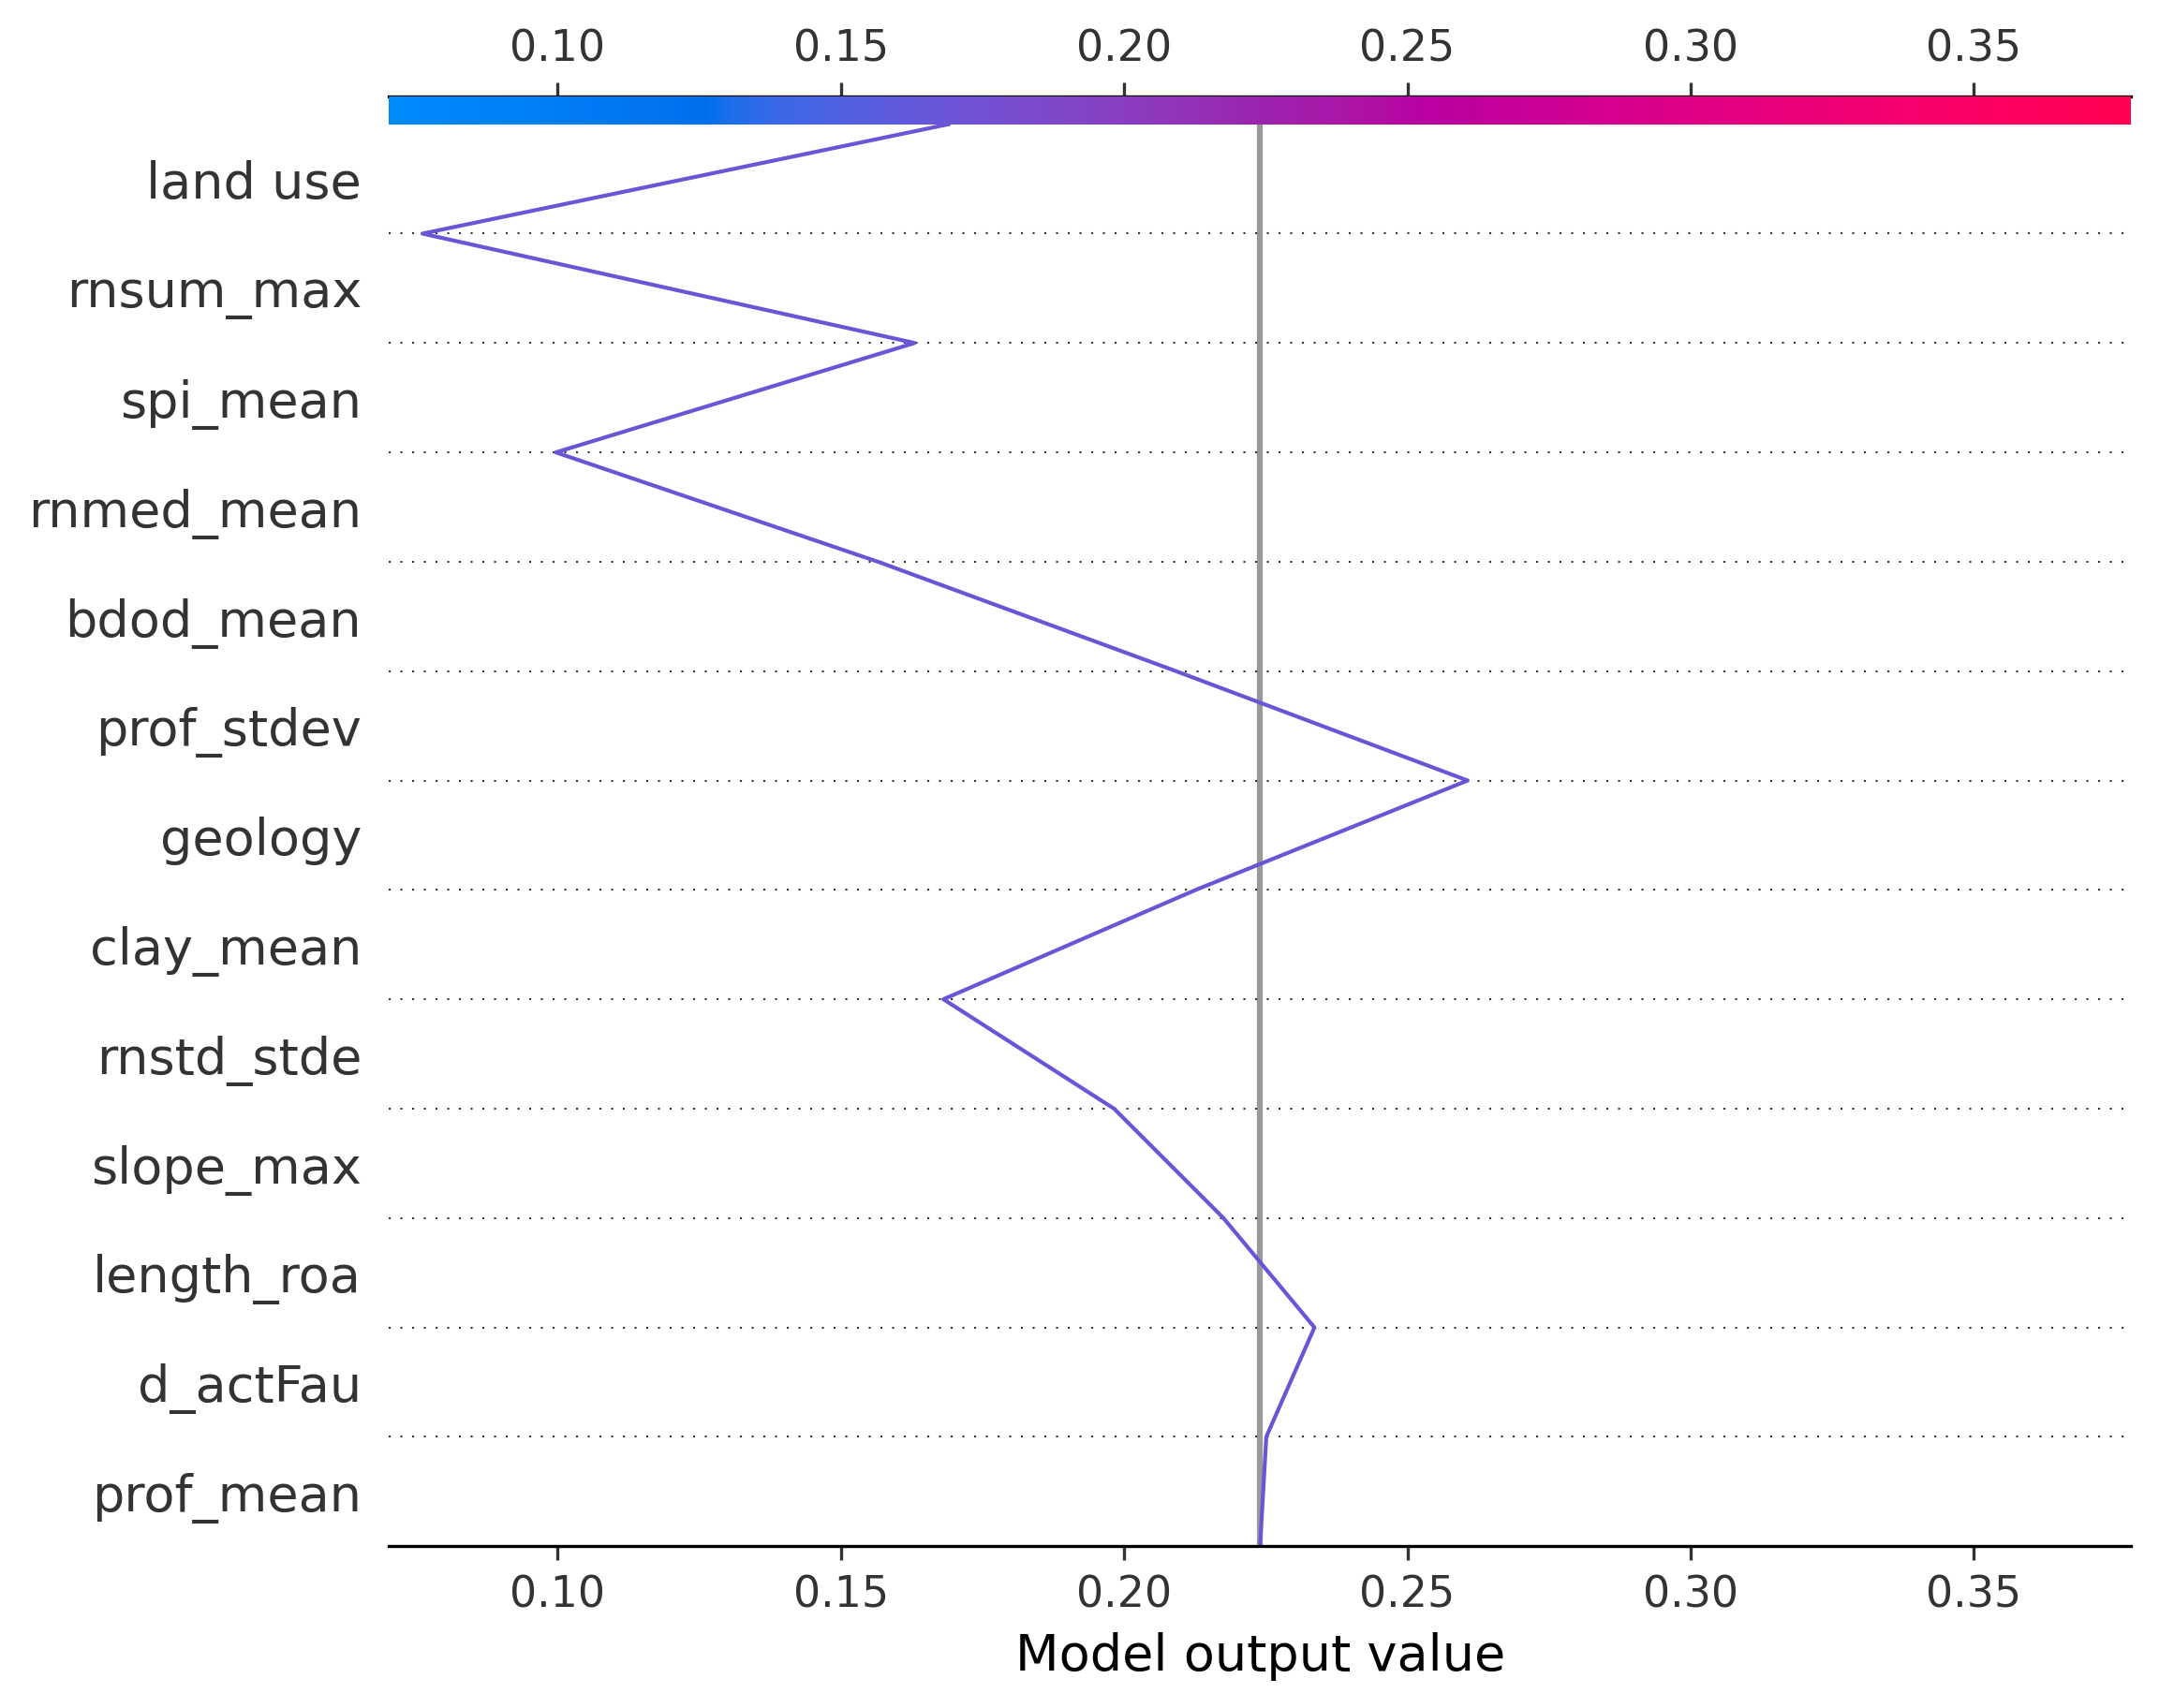 0.10 0.15 0.20 0.25 0.30 0.35
land use
rnsum_max
spi_mean
rnmed_mean
bdod_mean
prof_stdev
geology
clay_mean
rnstd_stde
slope_max
length_roa
d_actFau
prof_mean
0.10 0.15 0.20 0.25 0.30 0.35
Model output value